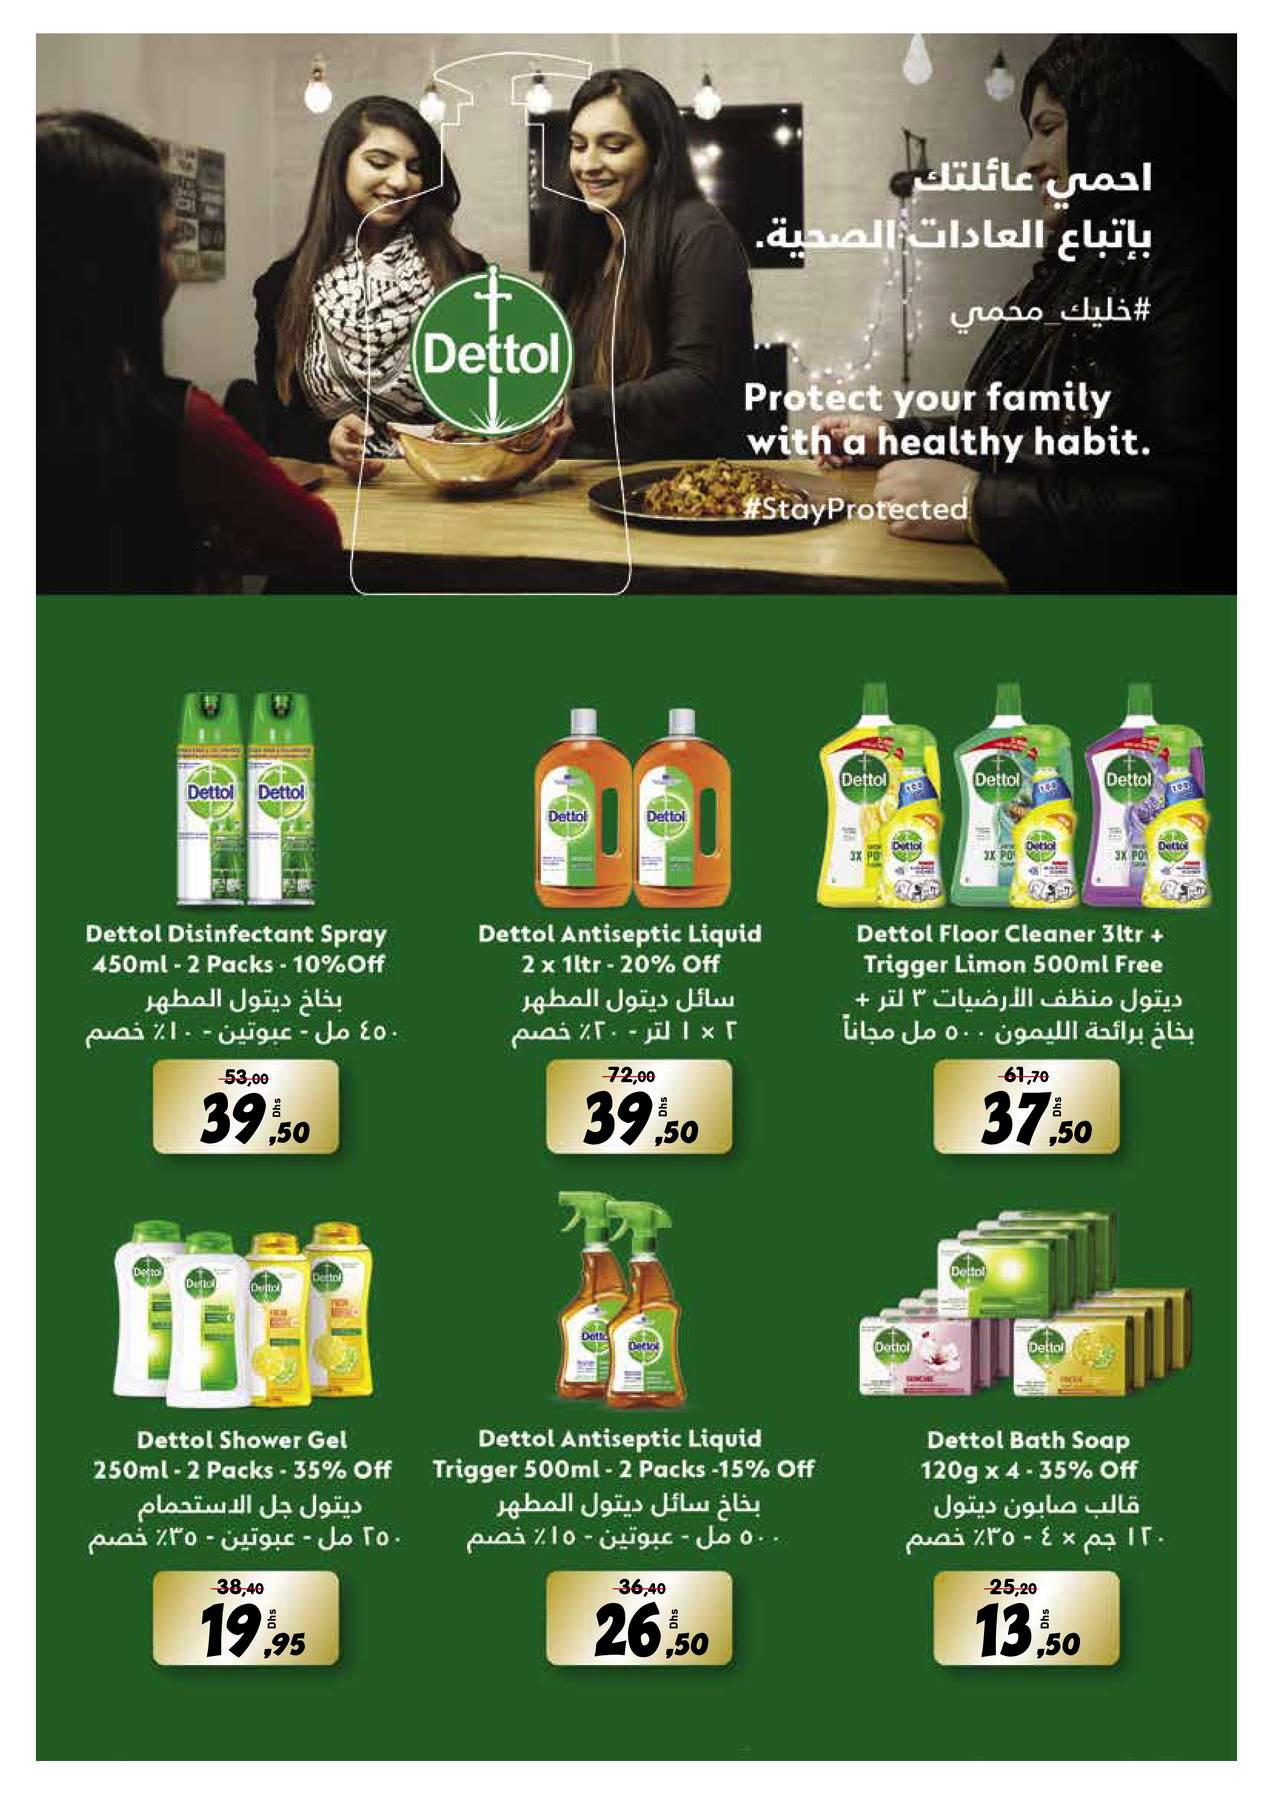 احمي عائلتك
بإتباع العادات الصحية.
#خليك_محمي
Dettol
Protect your family
with a healthy habit.
#StayProtected
Dettol Disinfectant Spray
450ml - 2 Packs - 10%Off
بخاخ ديتول المطهر
٤٥٠ مل - عبوتين - ١٠٪ خصم
53,00
39,50 Dhs
Dettol Antiseptic Liquid
2 x 1ltr - 20% Off
سائل ديتول المطهر
٢ × ١ لتر - ٢٠٪ خصم
72,00
39,50 Dhs
Dettol Floor Cleaner 3ltr +
Trigger Limon 500ml Free
ديتول منظف الأرضيات ٣ لتر +
بخاخ برائحة الليمون ٥٠٠ مل مجاناً
61,70
37,50 Dhs
Dettol Shower Gel
250ml - 2 Packs - 35% Off
ديتول جل الاستحمام
٢٥٠ مل - عبوتين - ٣٥٪ خصم
38,40
19,95 Dhs
Dettol Antiseptic Liquid
Trigger 500ml - 2 Packs -15% Off
بخاخ سائل ديتول المطهر
٥٠٠ مل - عبوتين - ١٥٪ خصم
36,40
26,50 Dhs
Dettol Bath Soap
120g x 4 - 35% Off
قالب صابون ديتول
١٢٠ جم × ٤ - ٣٥٪ خصم
25,20
13,50 Dhs